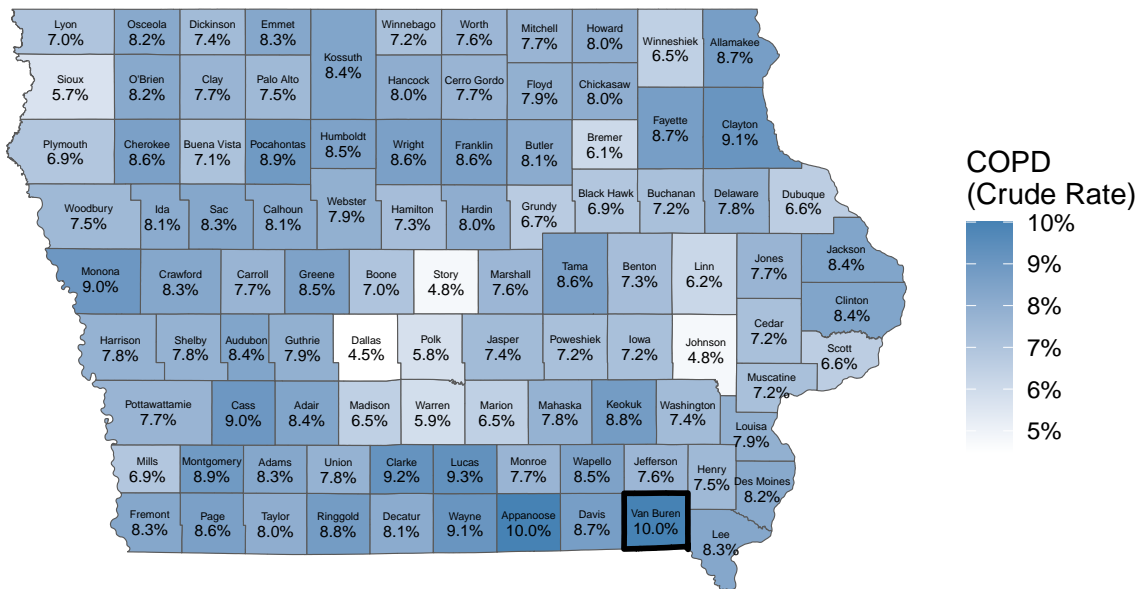 Lyon
7.0%
Osceola
8.2%
Dickinson
7.4%
Emmet
8.3%
Kossuth
8.4%
Winnebago
7.2%
Worth
7.6%
Mitchell
7.7%
Howard
8.0%
Winneshiek
6.5%
Allamakee
8.7%
Sioux
5.7%
O'Brien
8.2%
Clay
7.7%
Palo Alto
7.5%
Hancock
8.0%
Cerro Gordo
7.7%
Floyd
7.9%
Chickasaw
8.0%
Fayette
8.7%
Clayton
9.1%
Plymouth
6.9%
Cherokee
8.6%
Buena Vista
7.1%
Pocahontas
8.9%
Humboldt
8.5%
Wright
8.6%
Franklin
8.6%
Butler
8.1%
Bremer
6.1%
Woodbury
7.5%
Ida
8.1%
Sac
8.3%
Calhoun
8.1%
Webster
7.9%
Hamilton
7.3%
Hardin
8.0%
Grundy
6.7%
Black Hawk
6.9%
Buchanan
7.2%
Delaware
7.8%
Dubuque
6.6%
Monona
9.0%
Crawford
8.3%
Carroll
7.7%
Greene
8.5%
Boone
7.0%
Story
4.8%
Marshall
7.6%
Tama
8.6%
Benton
7.3%
Linn
6.2%
Jones
7.7%
Jackson
8.4%
Clinton
8.4%
Harrison
7.8%
Shelby
7.8%
Audubon
8.4%
Guthrie
7.9%
Dallas
4.5%
Polk
5.8%
Jasper
7.4%
Poweshiek
7.2%
Iowa
7.2%
Johnson
4.8%
Cedar
7.2%
Scott
6.6%
Muscatine
7.2%
Pottawattamie
7.7%
Cass
9.0%
Adair
8.4%
Madison
6.5%
Warren
5.9%
Marion
6.5%
Mahaska
7.8%
Keokuk
8.8%
Washington
7.4%
Louisa
7.9%
Mills
6.9%
Montgomery
8.9%
Adams
8.3%
Union
7.8%
Clarke
9.2%
Lucas
9.3%
Monroe
7.7%
Wapello
8.5%
Jefferson
7.6%
Henry
7.5%
Des Moines
8.2%
Fremont
8.3%
Page
8.6%
Taylor
8.0%
Ringgold
8.8%
Decatur
8.1%
Wayne
9.1%
Appanoose
10.0%
Davis
8.7%
Van Buren
10.0%
Lee
8.3%
COPD
(Crude Rate)
10%
9%
8%
7%
6%
5%